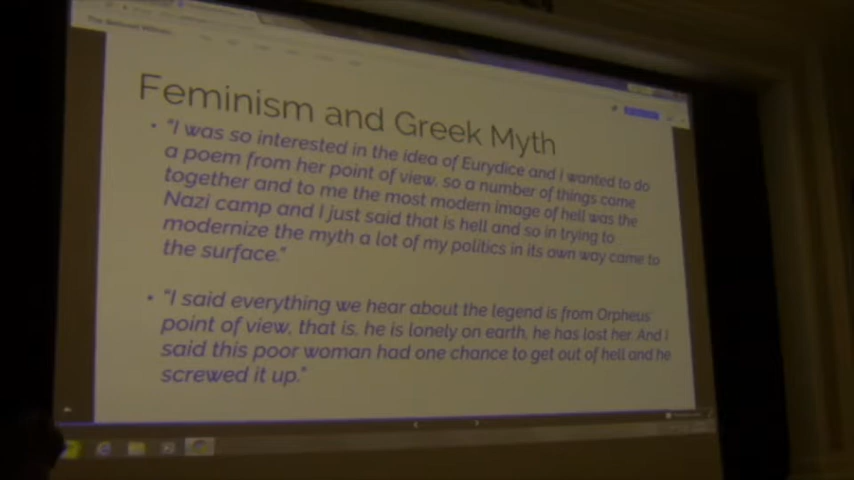 Feminism and Greek Myth
• "I was so interested in the idea of Eurydice and I wanted to do
a poem from her point of view, so a number of things came
together and to me the most modern image of hell was the
Nazi camp and I just said that is hell and so in trying to
modernize the myth a lot of my politics in its own way came to
the surface."
• "I said everything we hear about the legend is from Orpheus'
point of view, that is, he is lonely on earth, he has lost her. And I
said this poor woman had one chance to get out of hell and he
screwed it up."